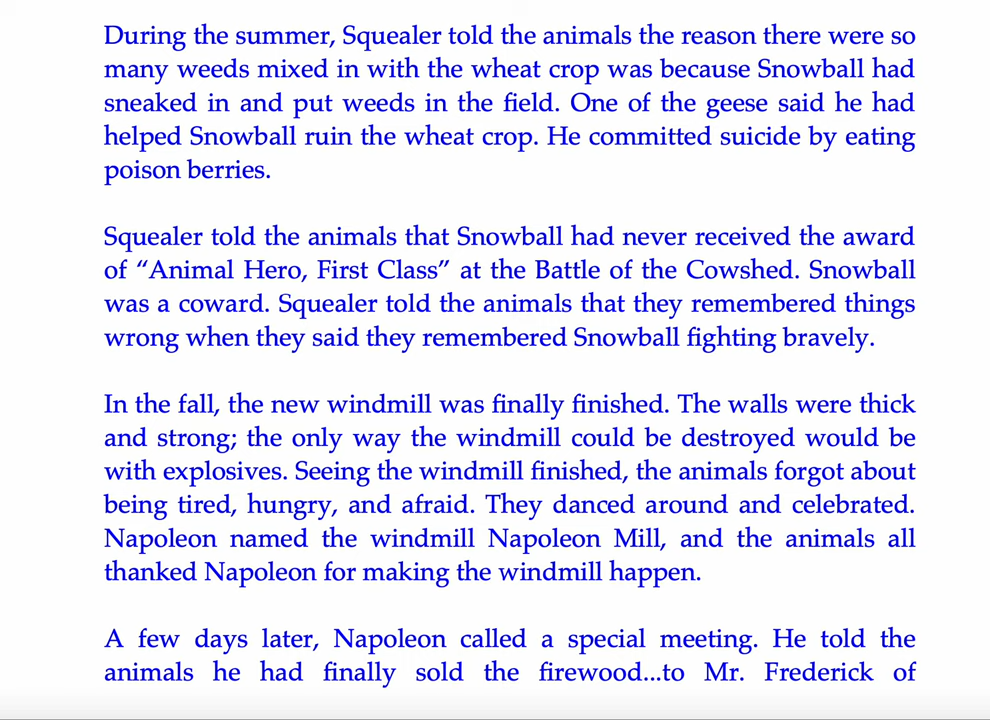 During the summer, Squealer told the animals the reason there were so
many weeds mixed in with the wheat crop was because Snowball had
sneaked in and put weeds in the field. One of the geese said he had
helped Snowball ruin the wheat crop. He committed suicide by eating
poison berries.
Squealer told the animals that Snowball had never received the award
of “Animal Hero, First Class” at the Battle of the Cowshed. Snowball
was a coward. Squealer told the animals that they remembered things
wrong when they said they remembered Snowball fighting bravely.
In the fall, the new windmill was finally finished. The walls were thick
and strong; the only way the windmill could be destroyed would be
with explosives. Seeing the windmill finished, the animals forgot about
being tired, hungry, and afraid. They danced around and celebrated.
Napoleon named the windmill Napoleon Mill, and the animals all
thanked Napoleon for making the windmill happen.
A few days later, Napoleon called a special meeting. He told the
animals he had finally sold the firewood...to Mr. Frederick of